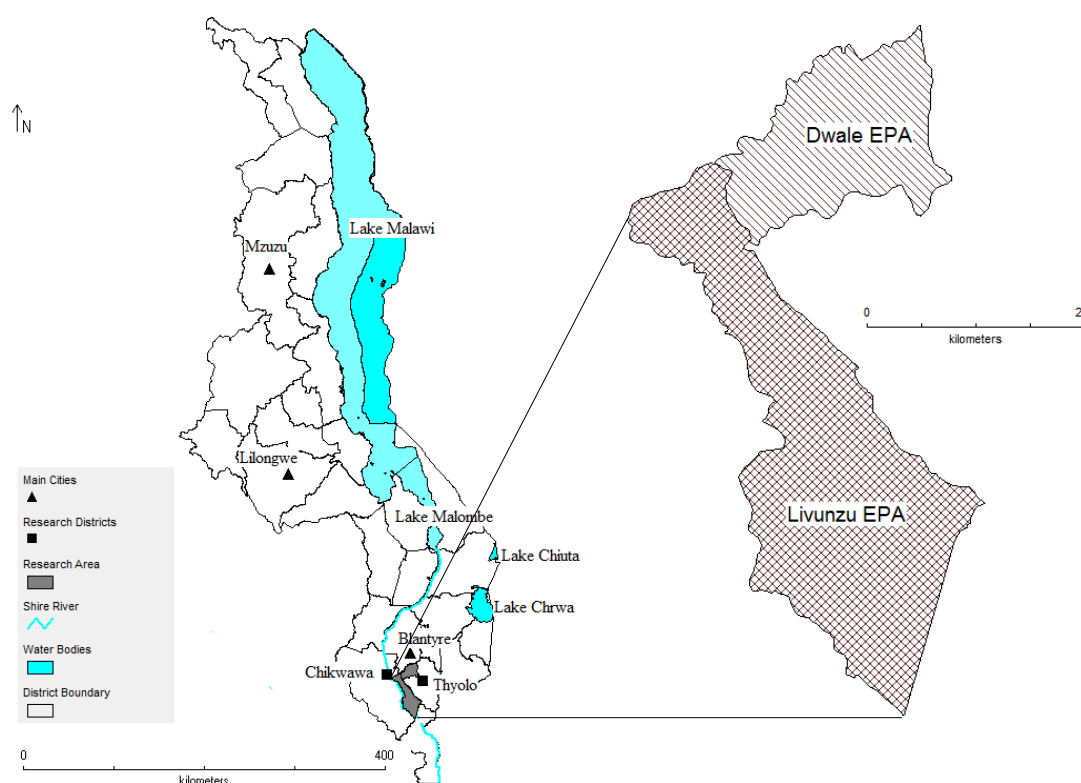 N
Dwale EPA
Lake Malawi
Mzuzu
0
2
kilometers
Lilongwe
Main Cities
Research Districts
Research Area
Shire River
Water Bodies
District Boundary
Lake Malombe
Livunzu EPA
Lake Chiuta
Lake Chrwa
Blantyre
Chikwawa
Thyolo
0
400
kilometers